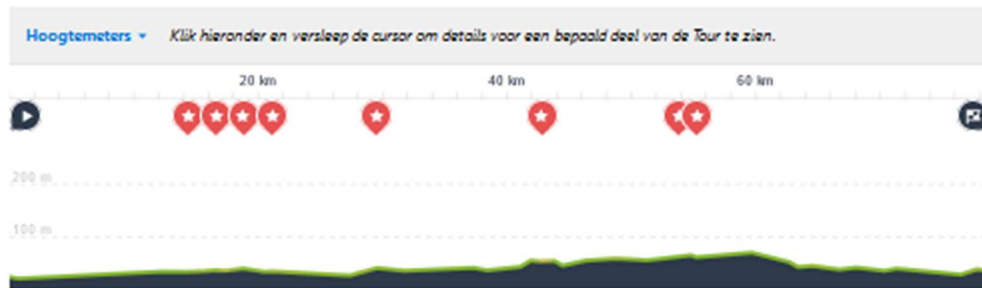 Hoogtemeters Klik hieronder en versleep de cursor om details voor een bepaald deel van de Tour te zien.
20 km 40 km 60 km
200 m
100 m